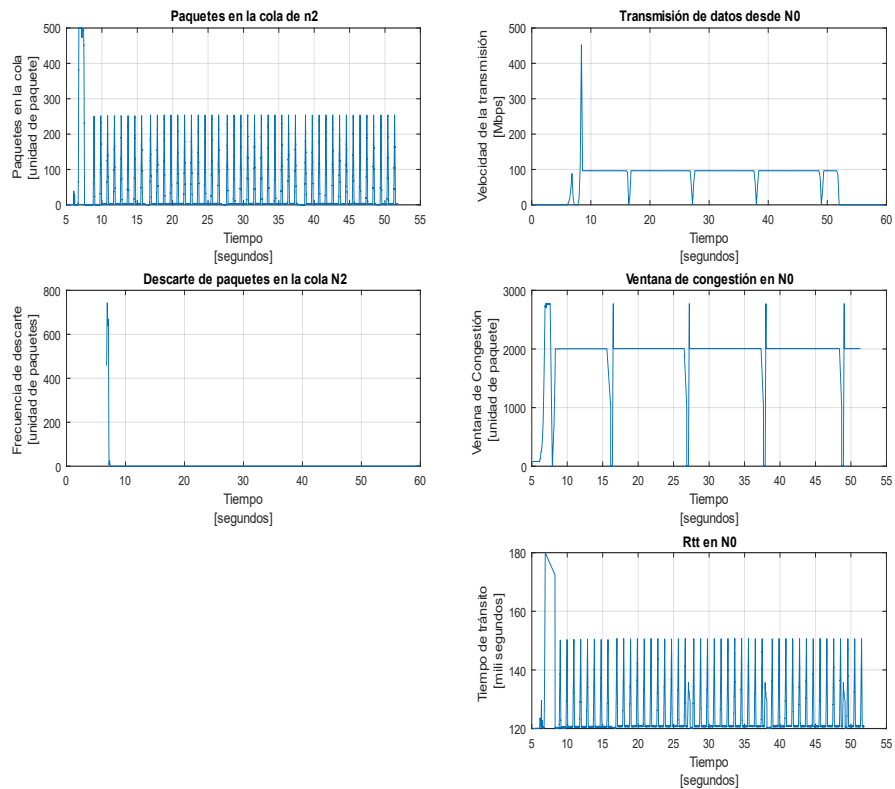 Paquetes en la cola de n2
Paquetes en la cola
[unidad de paquete]
500
400
300
200
100
0
5 10 15 20 25 30 35 40 45 50 55
Tiempo
[segundos]
Transmisión de datos desde N0
Velocidad de la transmisión
[Mbps]
500
400
300
200
100
0
0 10 20 30 40 50 60
Tiempo
[segundos]
Descarte de paquetes en la cola N2
Frecuencia de descarte
[unidad de paquetes]
800
600
400
200
0
0 10 20 30 40 50 60
Tiempo
[segundos]
Ventana de congestión en N0
Ventana de Congestión
[unidad de paquete]
3000
2000
1000
0
5 10 15 20 25 30 35 40 45 50 55
Tiempo
[segundos]
Rtt en N0
Tiempo de tránsito
[mili segundos]
180
160
140
120
5 10 15 20 25 30 35 40 45 50 55
Tiempo
[segundos]